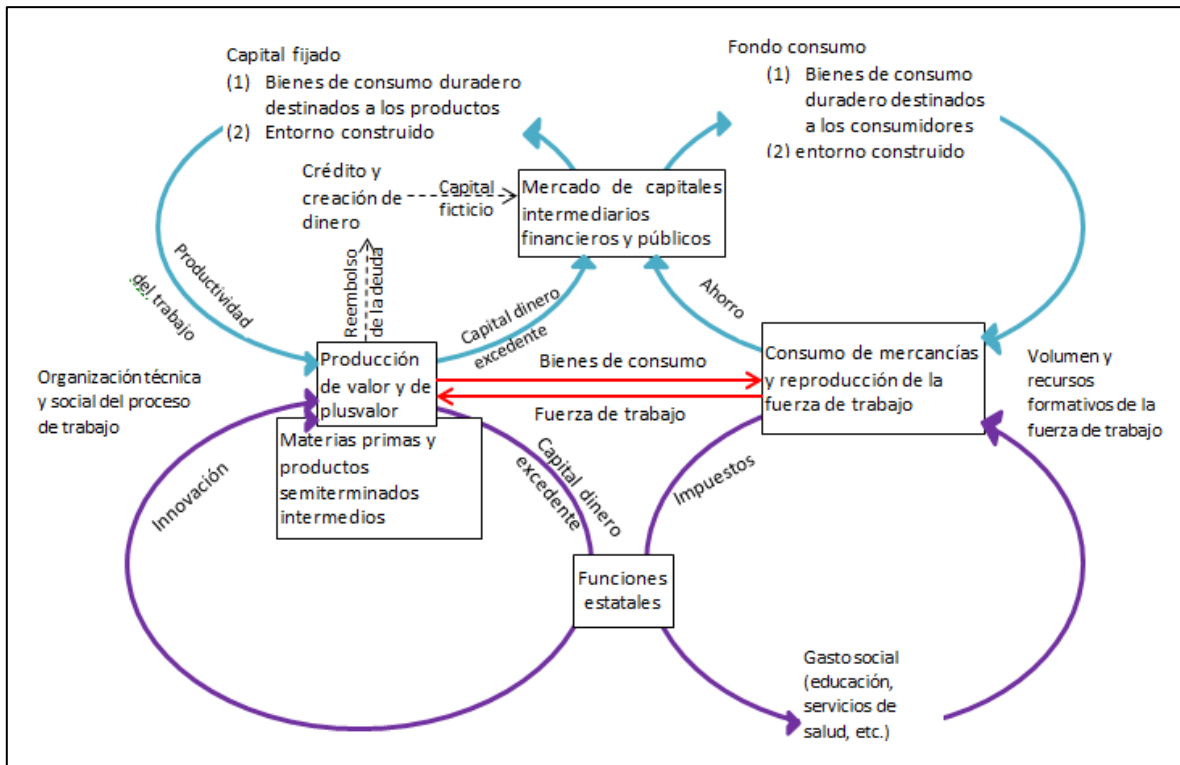 Capital fijado
(1) Bienes de consumo duradero
destinados a los productos
(2) Entorno construido
Fondo consumo
(1) Bienes de consumo
duradero destinados
a los consumidores
(2) entorno construido
Crédito y
creación de
dinero
Capital
ficticio
Mercado de capitales
intermediarios
financieros y públicos
Productividad
del trabajo
Reembolso
de la deuda
Capital dinero
excedente
Ahorro
Producción
de valor y de
plusvalor
Bienes de consumo
Fuerza de trabajo
Consumo de mercancías
y reproducción de la
fuerza de trabajo
Volumen y
recursos
formativos de la
fuerza de trabajo
Organización técnica
y social del proceso
de trabajo
Materias primas y
productos
semiterminados
intermedios
Innovación
Capital dinero
excedente
Impuestos
Funciones
estatales
Gasto social
(educación,
servicios de
salud, etc.)